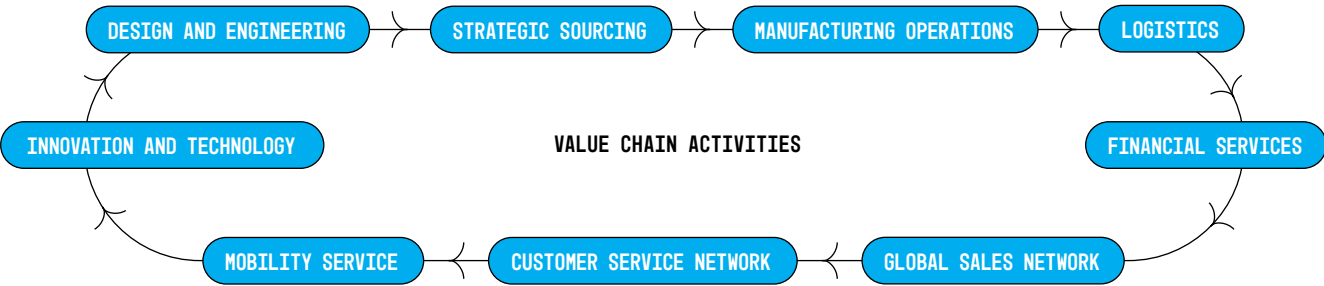 DESIGN AND ENGINEERING
STRATEGIC SOURCING
MANUFACTURING OPERATIONS
LOGISTICS
INNOVATION AND TECHNOLOGY
VALUE CHAIN ACTIVITIES
FINANCIAL SERVICES
MOBILITY SERVICE
CUSTOMER SERVICE NETWORK
GLOBAL SALES NETWORK